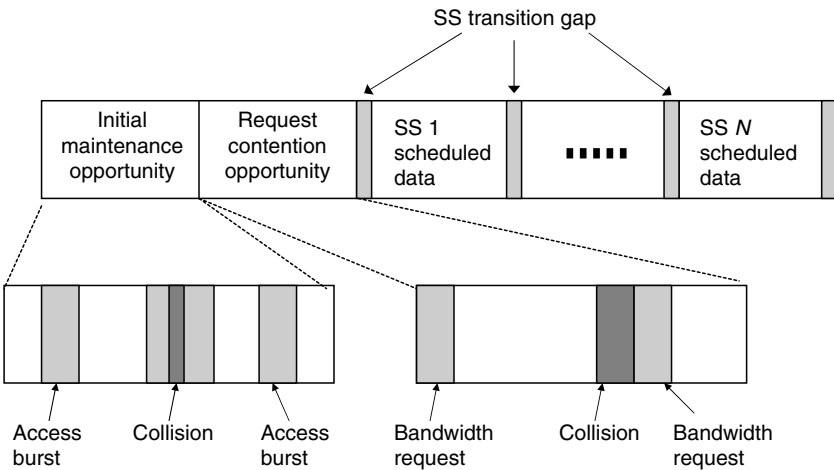 SS transition gap
Initial
maintenance
opportunity
Request
contention
opportunity
SS 1
scheduled
data
SS N
scheduled
data
Access
burst
Collision
Access
burst
Bandwidth
request
Collision
Bandwidth
request